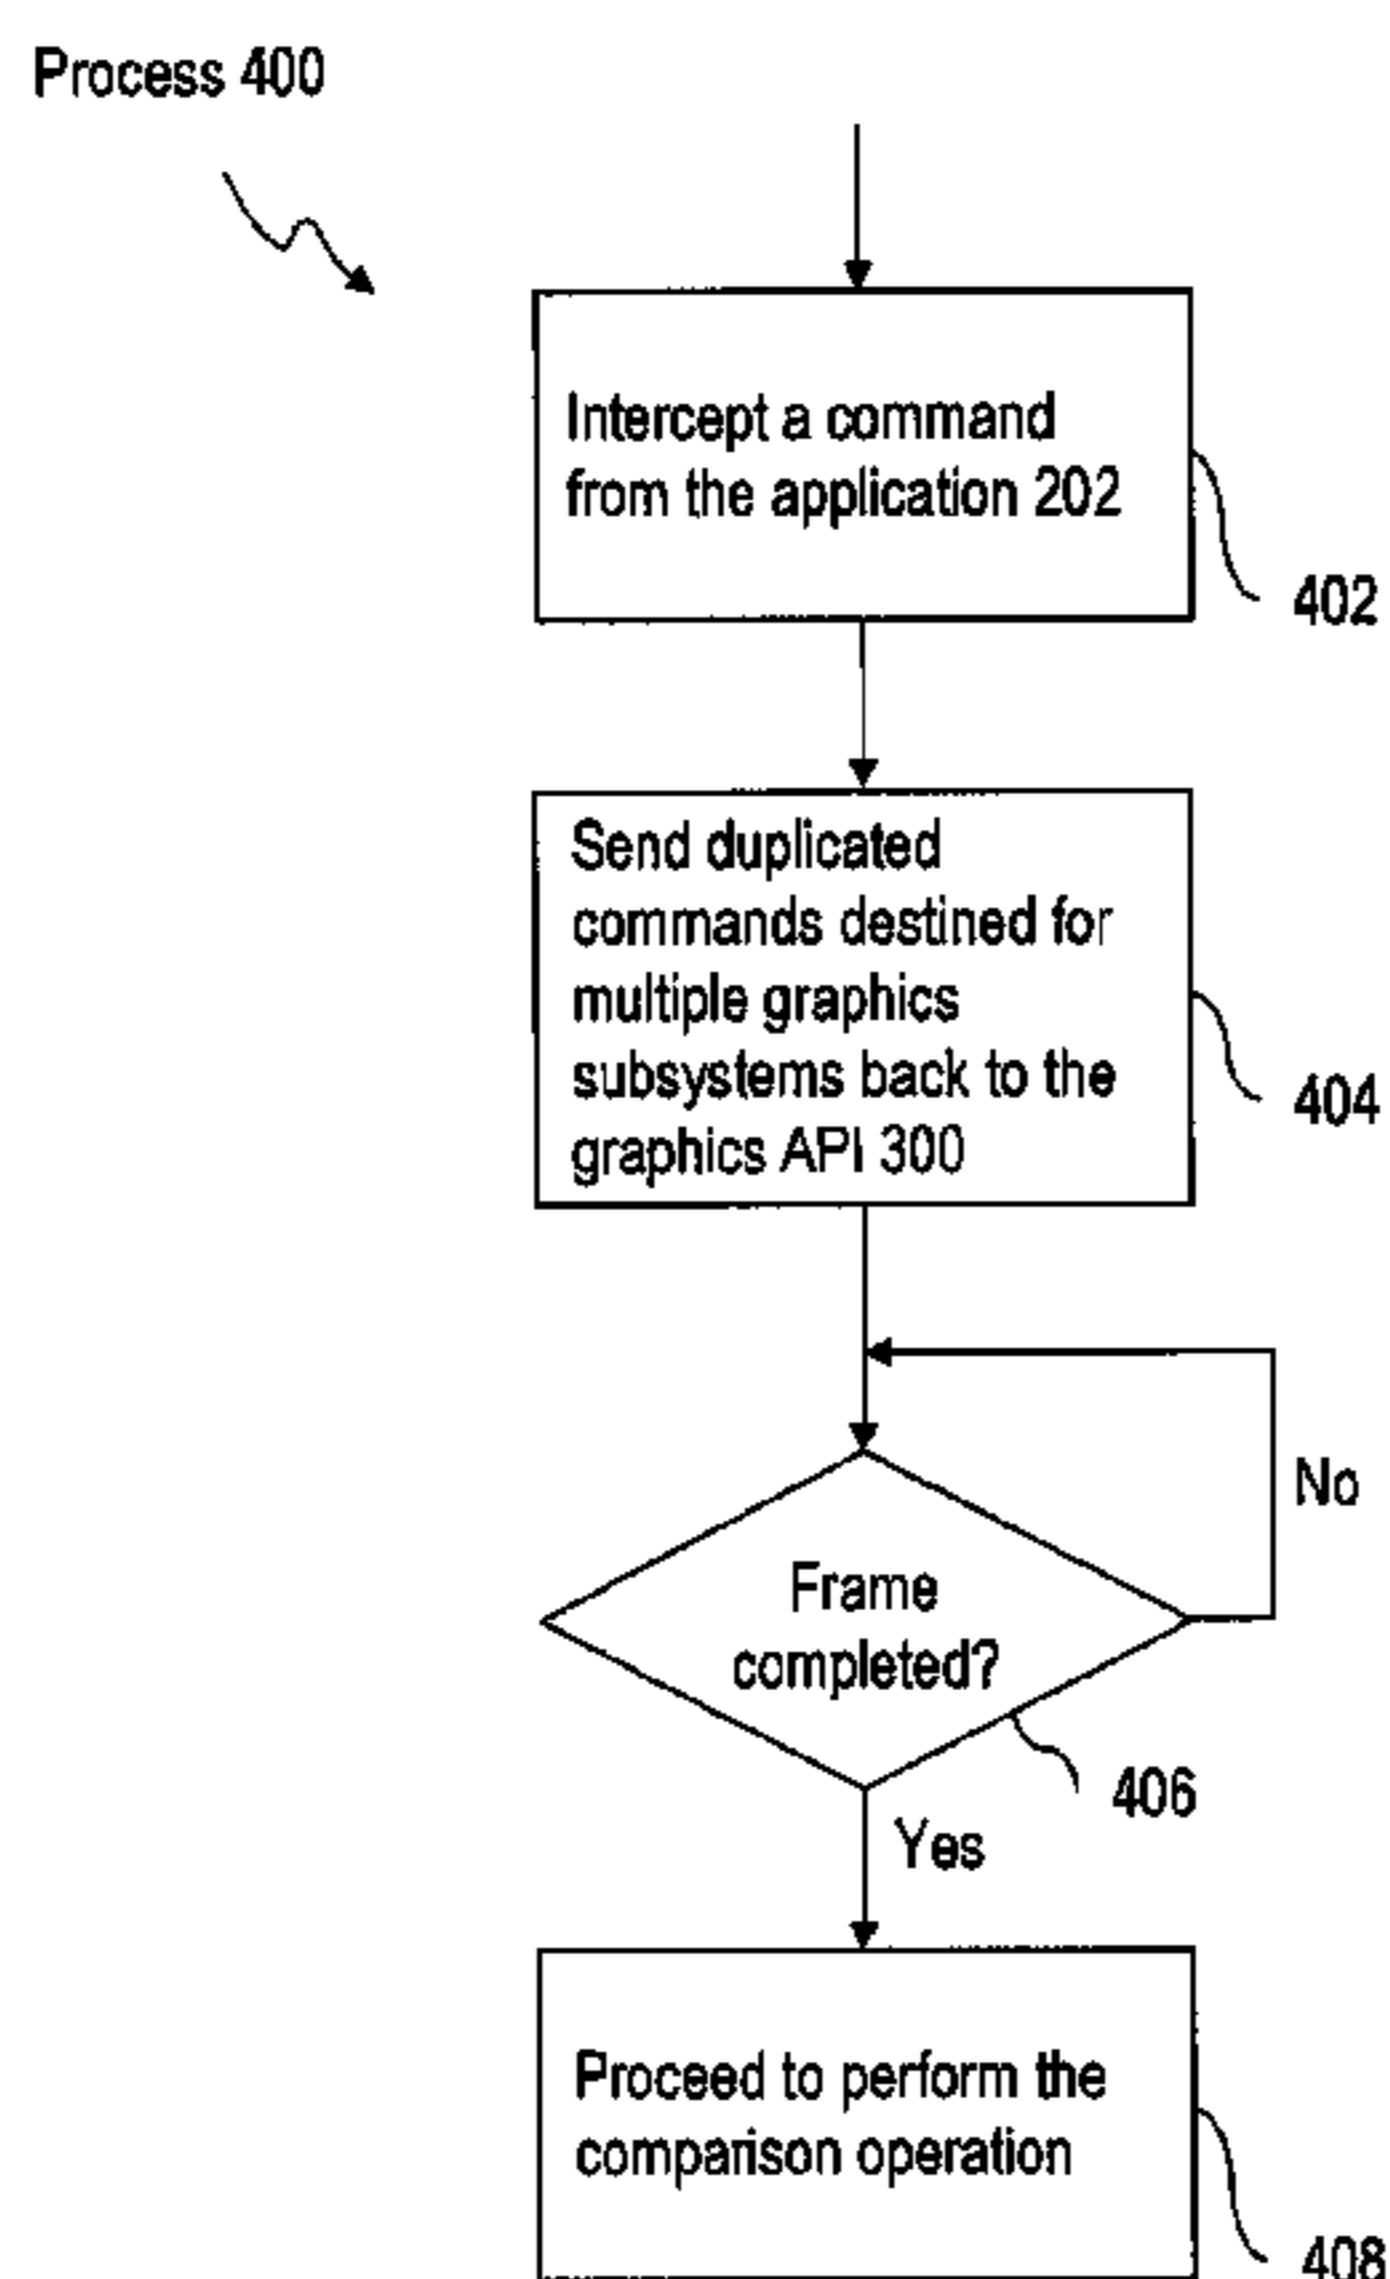 Process 400
Intercept a command
from the application 202
402
Send duplicated
commands destined for
multiple graphics
subsystems back to the
graphics API 300
404
No
Frame
completed?
406
Yes
Proceed to perform the
comparison operation
408